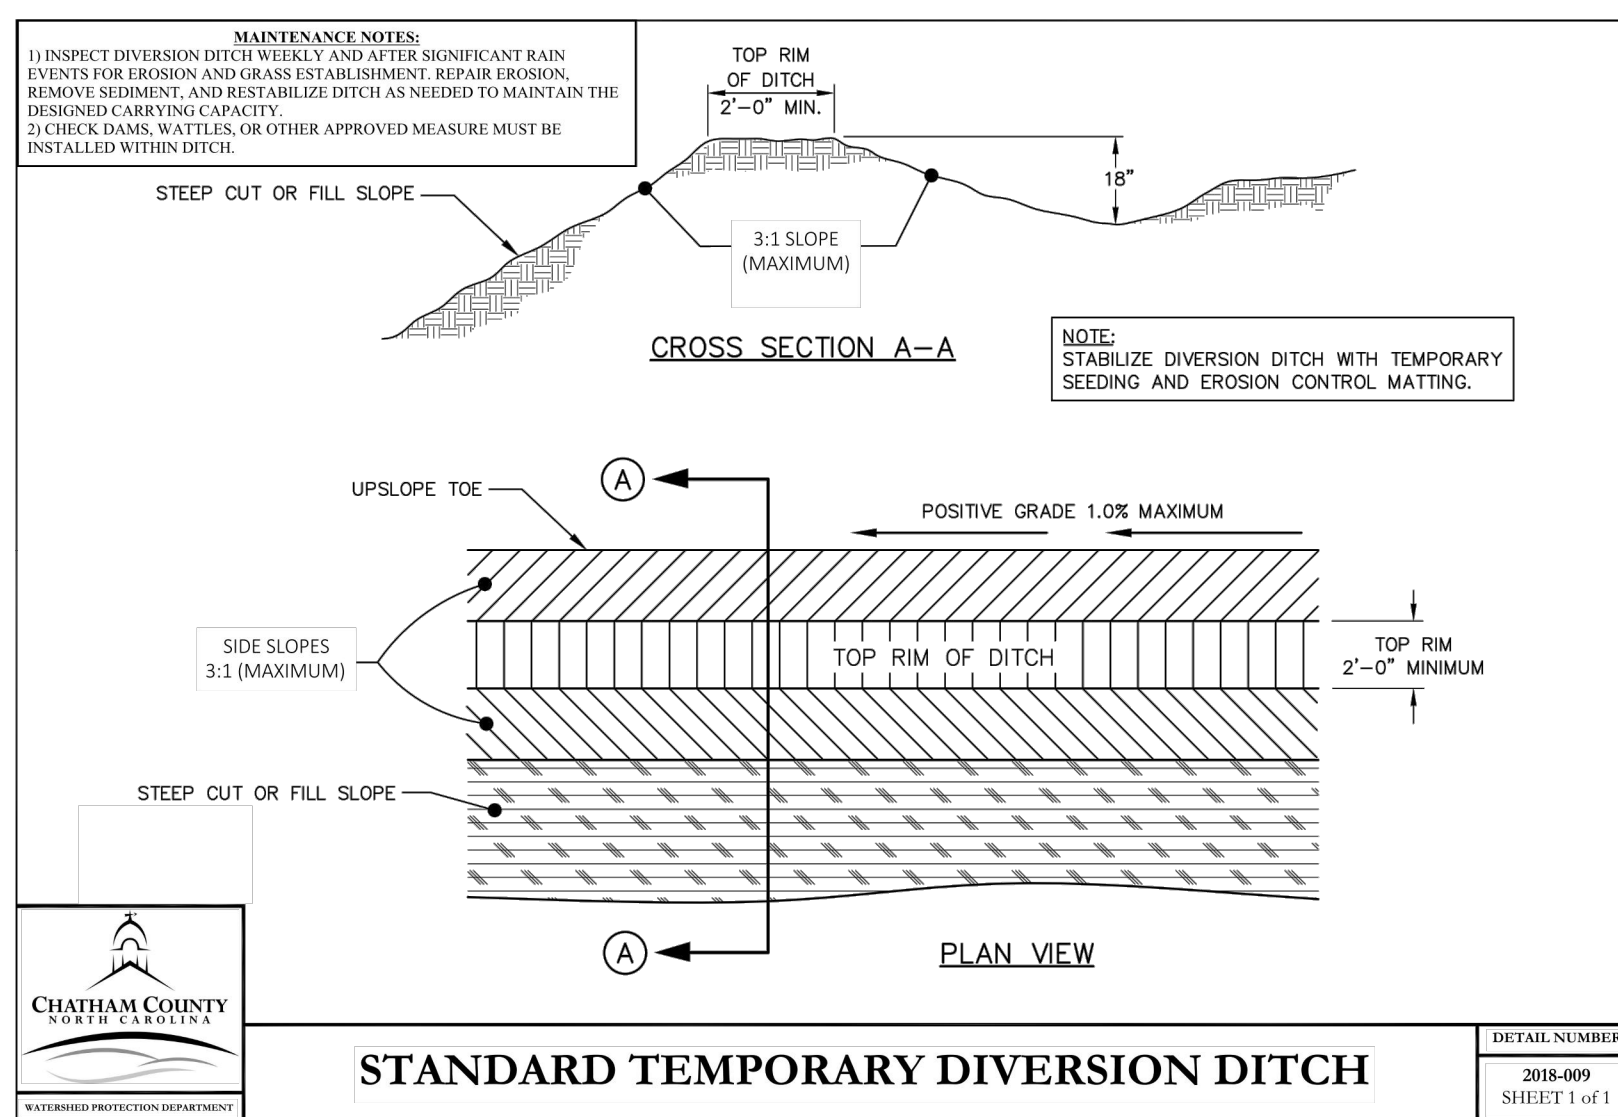 MAINTENANCE NOTES:
1) INSPECT DIVERSION DITCH WEEKLY AND AFTER SIGNIFICANT RAIN
EVENTS FOR EROSION AND GRASS ESTABLISHMENT. REPAIR EROSION,
REMOVE SEDIMENT, AND RESTABILIZE DITCH AS NEEDED TO MAINTAIN THE
DESIGNED CARRYING CAPACITY.
2) CHECK DAMS, WATTLES, OR OTHER APPROVED MEASURE MUST BE
INSTALLED WITHIN DITCH.
TOP RIM
OF DITCH
2'-0" MIN.
STEEP CUT OR FILL SLOPE
18"
3:1 SLOPE
(MAXIMUM)
CROSS SECTION A-A
NOTE:
STABILIZE DIVERSION DITCH WITH TEMPORARY
SEEDING AND EROSION CONTROL MATTING.
A
UPSLOPE TOE
POSITIVE GRADE 1.0% MAXIMUM
SIDE SLOPES
3:1 (MAXIMUM)
TOP RIM OF DITCH
TOP RIM
2'-0" MINIMUM
STEEP CUT OR FILL SLOPE
A
PLAN VIEW
CHATHAM COUNTY
NORTH CAROLINA
WATERSHED PROTECTION DEPARTMENT
STANDARD TEMPORARY DIVERSION DITCH
DETAIL NUMBER
2018-009
SHEET 1 of 1